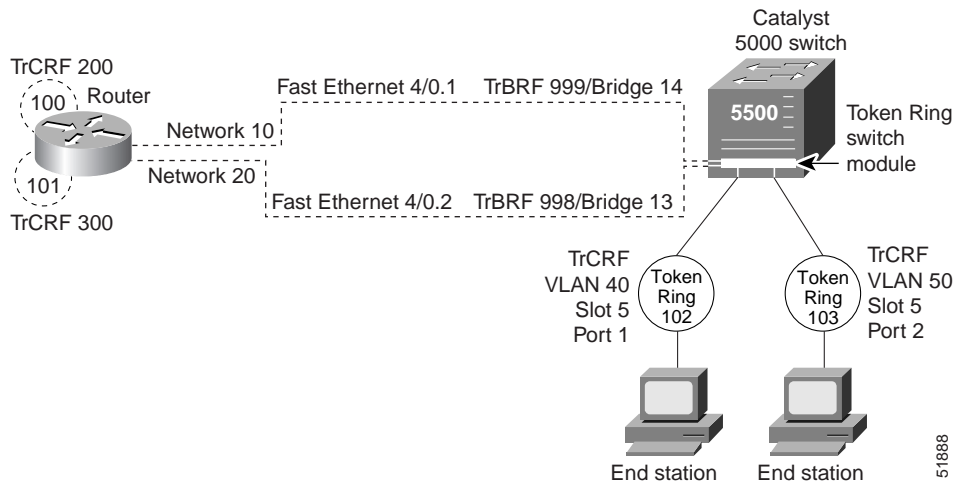 Catalyst
5000 switch
TrCRF 200
100
Router
Fast Ethernet 4/0.1
TrBRF 999/Bridge 14
5500
Token Ring
switch
module
Network 10
Network 20
101
TrCRF 300
Fast Ethernet 4/0.2
TrBRF 998/Bridge 13
TrCRF
VLAN 40
Slot 5
Port 1
Token
Ring
102
Token
Ring
103
TrCRF
VLAN 50
Slot 5
Port 2
End station
End station
51888